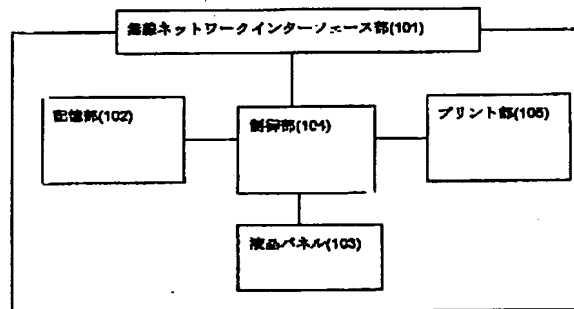 無線ネットワークインターフェース部(101)
記憶部(102)
制御部(104)
プリント部(105)
液晶パネル(103)